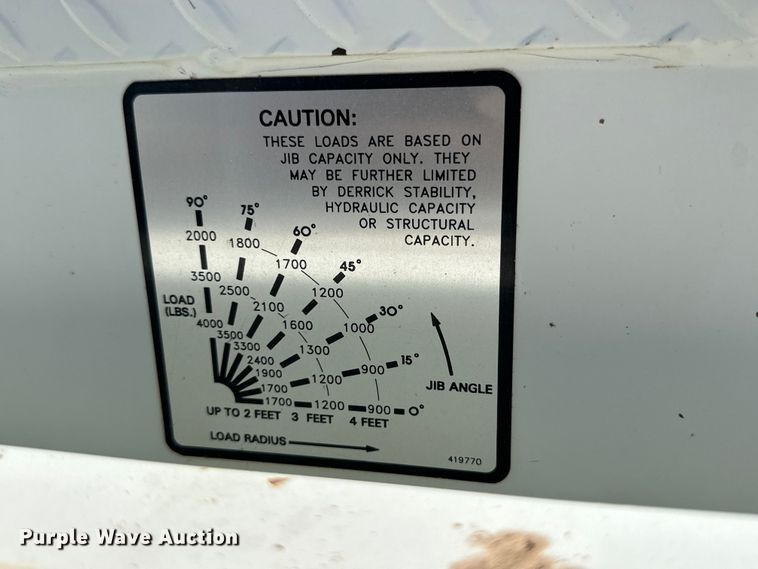 CAUTION:
THESE LOADS ARE BASED ON
JIB CAPACITY ONLY. THEY
MAY BE FURTHER LIMITED
BY DERRICK STABILITY,
HYDRAULIC CAPACITY
OR STRUCTURAL
CAPACITY.
90°
75°
60°
45°
30°
15°
0°
2000
1800
1700
1200
1000
900
900
3500
2500
2100
1600
1300
1200
1200
LOAD
(LBS.)
4000
3500
3300
2400
1900
1700
1700
JIB ANGLE
UP TO 2 FEET 3 FEET 4 FEET
LOAD RADIUS
419770
Purple Wave Auction